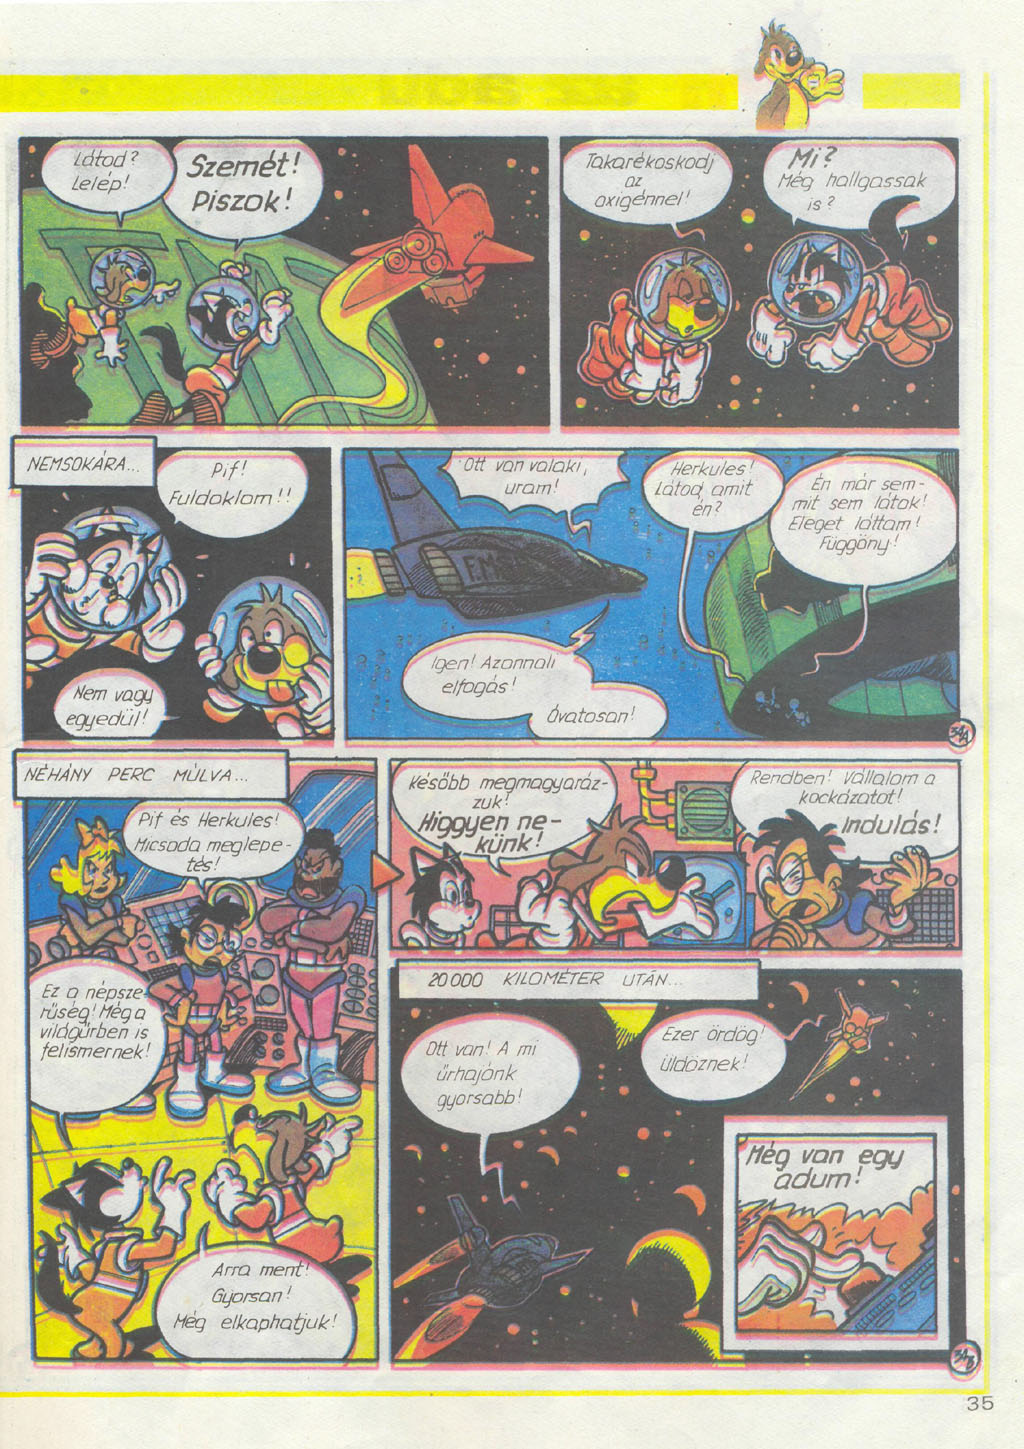 Látod?
Lelép!
Szemét!
Piszok!
Takarékoskodj
az
oxigénnel!
Mi?
Még hallgassak
is?
NEMSOKÁRA...
Pif!
Fuldoklom!!
Nem vagy
egyedül!
Ott van valaki,
uram!
Herkules!
Látod, amit
én?
Én már sem-
mit sem látok!
Eleget láttam!
Függöny!
F.M.
Igen! Azonnali
elfogás!
Óvatosan!
34A
NÉHÁNY PERC MÚLVA...
Pif és Herkules!
Micsoda meglepe-
tés!
Ez a népsze-
rűség! Még a
világűrben is
felismernek!
Arra ment!
Gyorsan!
Még elkaphatjuk!
Később megmagyaráz-
zuk!
Higgyen ne-
künk!
Rendben! Vállalom a
kockázatot!
Indulás!
20 000 KILOMÉTER UTÁN...
Ott van! A mi
űrhajónk
gyorsabb!
Ezer ördög!
Üldöznek!
Még van egy
adum!
34B
35